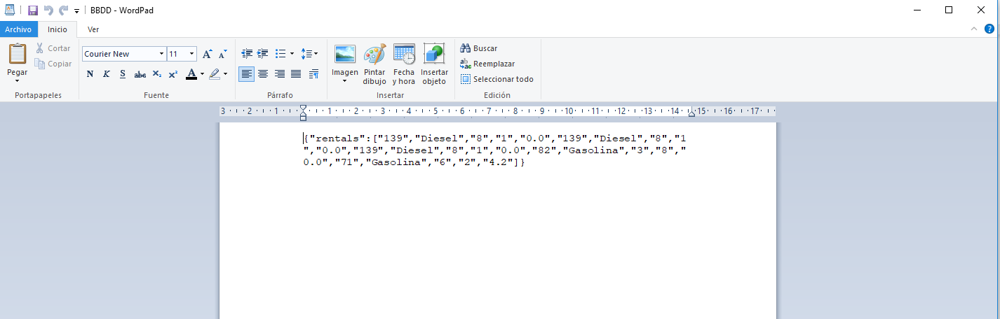 BBDD - WordPad
Archivo Inicio Ver
Pegar
Cortar
Copiar
Portapapeles
Courier New 11 A A
N K S abc X₂ X² A
Fuente
Párrafo
Imagen
Pintar dibujo
Fecha y hora
Insertar objeto
Insertar
Buscar
Reemplazar
Seleccionar todo
Edición
3 2 1 1 2 3 4 5 6 7 8 9 10 11 12 13 14 15 16 17
{"rentals":["139","Diesel","8","1","0.0","139","Diesel","8","1
","0.0","139","Diesel","8","1","0.0","82","Gasolina","3","8","
0.0","71","Gasolina","6","2","4.2"]}